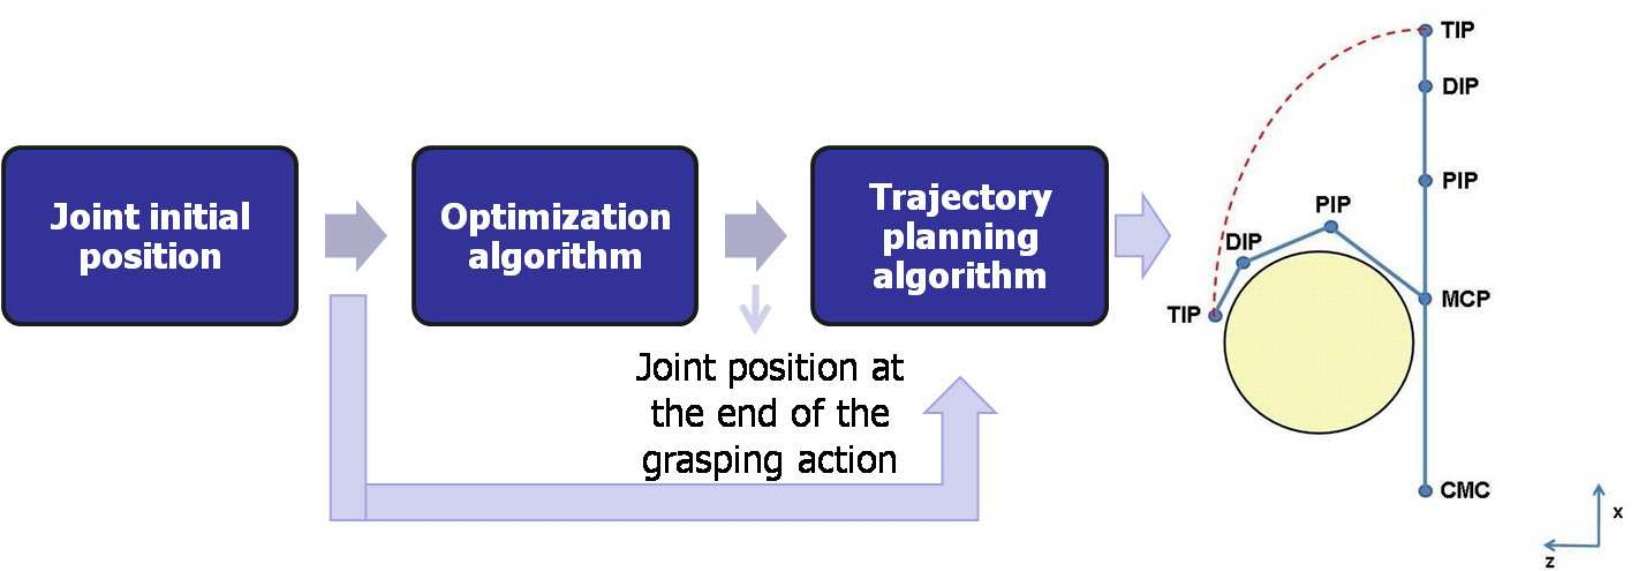 Joint initial
position
Optimization
algorithm
Trajectory
planning
algorithm
Joint position at
the end of the
grasping action
TIP
DIP
PIP
PIP
DIP
TIP
MCP
CMC
x
z